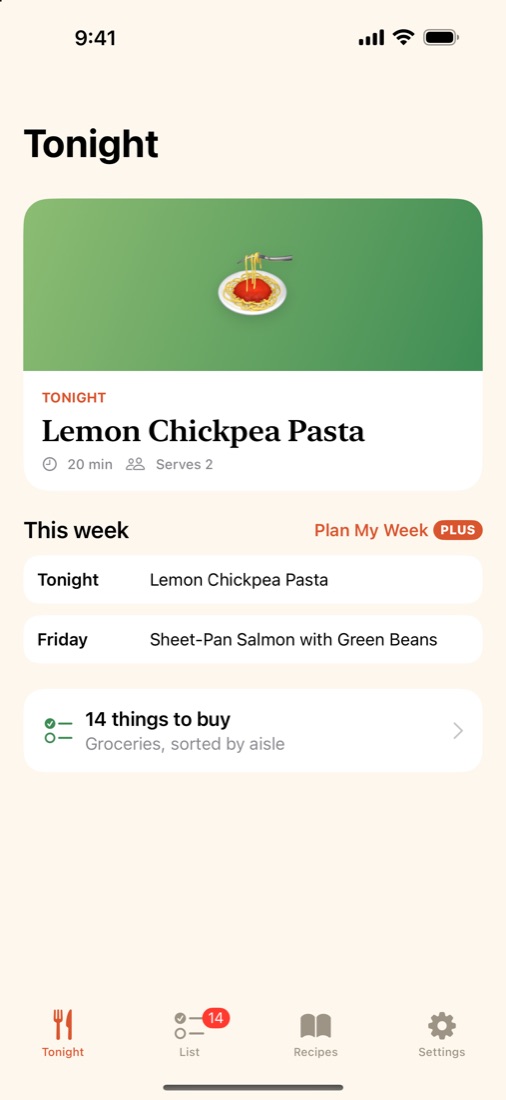 9:41
Tonight
TONIGHT
Lemon Chickpea Pasta
20 min Serves 2
This week Plan My Week PLUS
Tonight Lemon Chickpea Pasta
Friday Sheet-Pan Salmon with Green Beans
14 things to buy
Groceries, sorted by aisle
14
Tonight List Recipes Settings